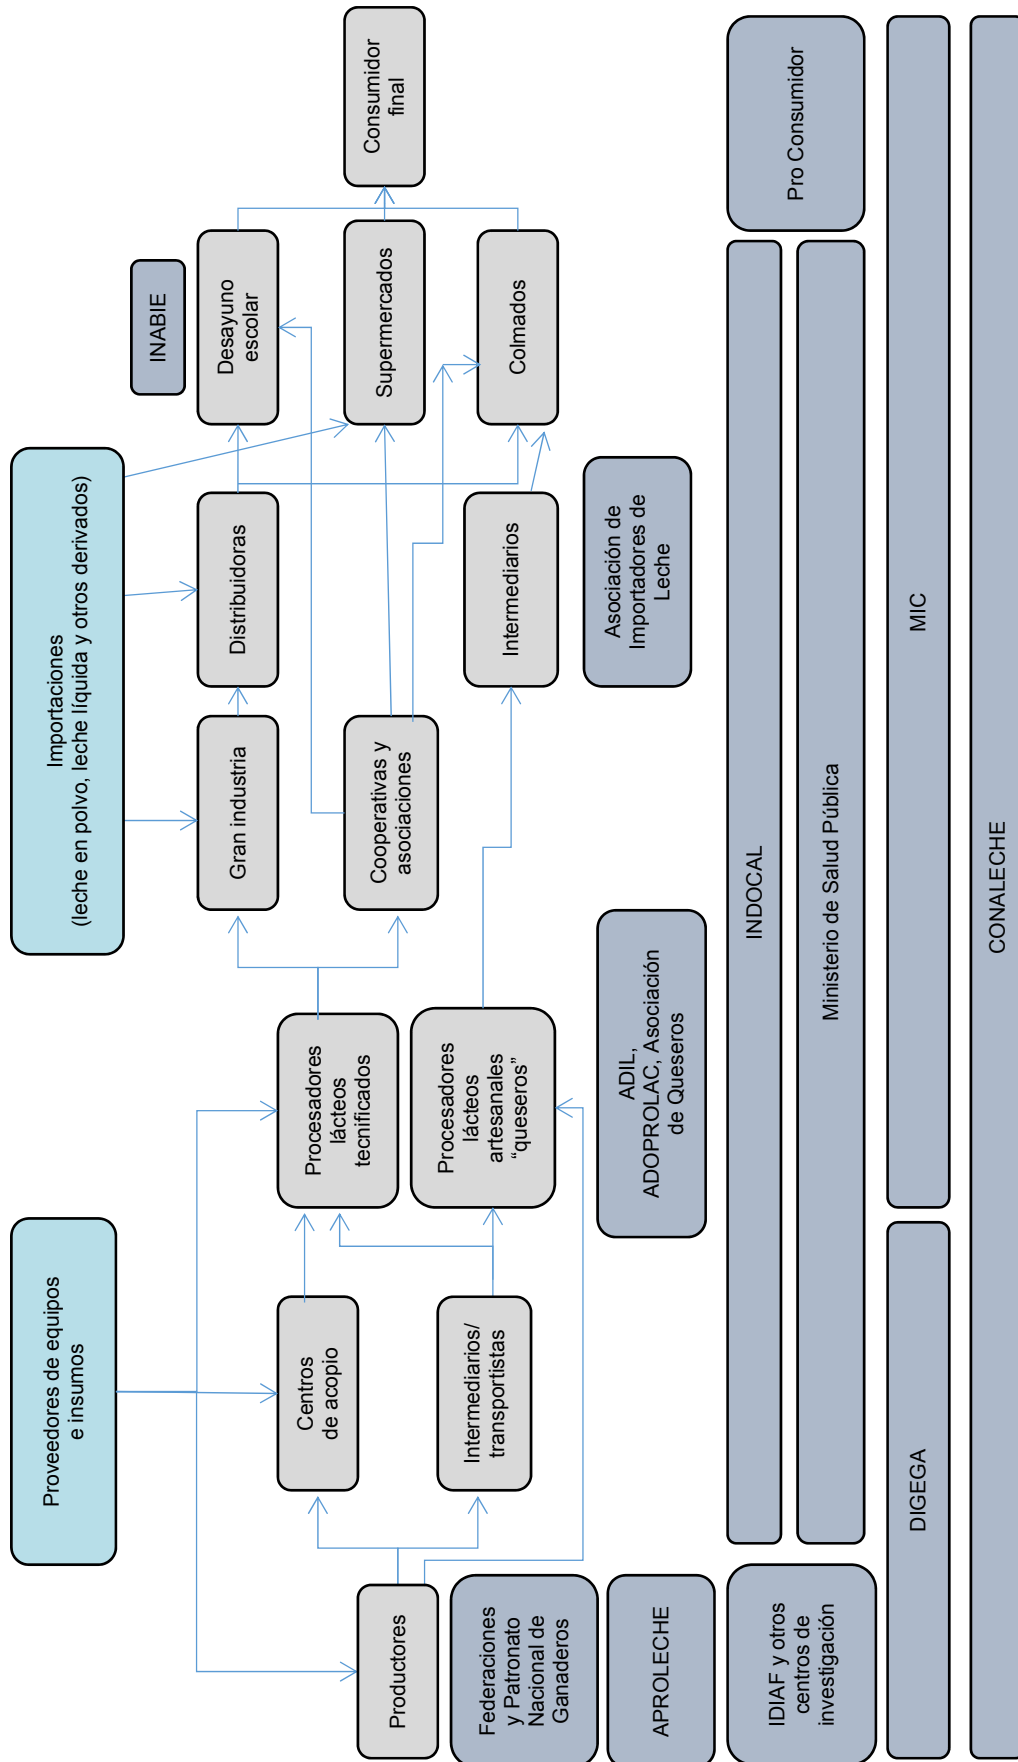 Proveedores de equipos
e insumos
Importaciones
(leche en polvo, leche líquida y otros derivados)
INABIE
Productores
Centros
de acopio
Intermediarios/
transportistas
Procesadores
lácteos
tecnificados
Procesadores
lácteos
artesanales
“queseros”
Gran industria
Cooperativas y
asociaciones
Distribuidoras
Intermediarios
Desayuno
escolar
Supermercados
Colmados
Consumidor
final
Federaciones
y Patronato
Nacional de
Ganaderos
APROLECHE
ADIL,
ADOPROLAC, Asociación
de Queseros
Asociación de
Importadores de
Leche
IDIAF y otros
centros de
investigación
INDOCAL
Ministerio de Salud Pública
Pro Consumidor
DIGEGA
MIC
CONALECHE